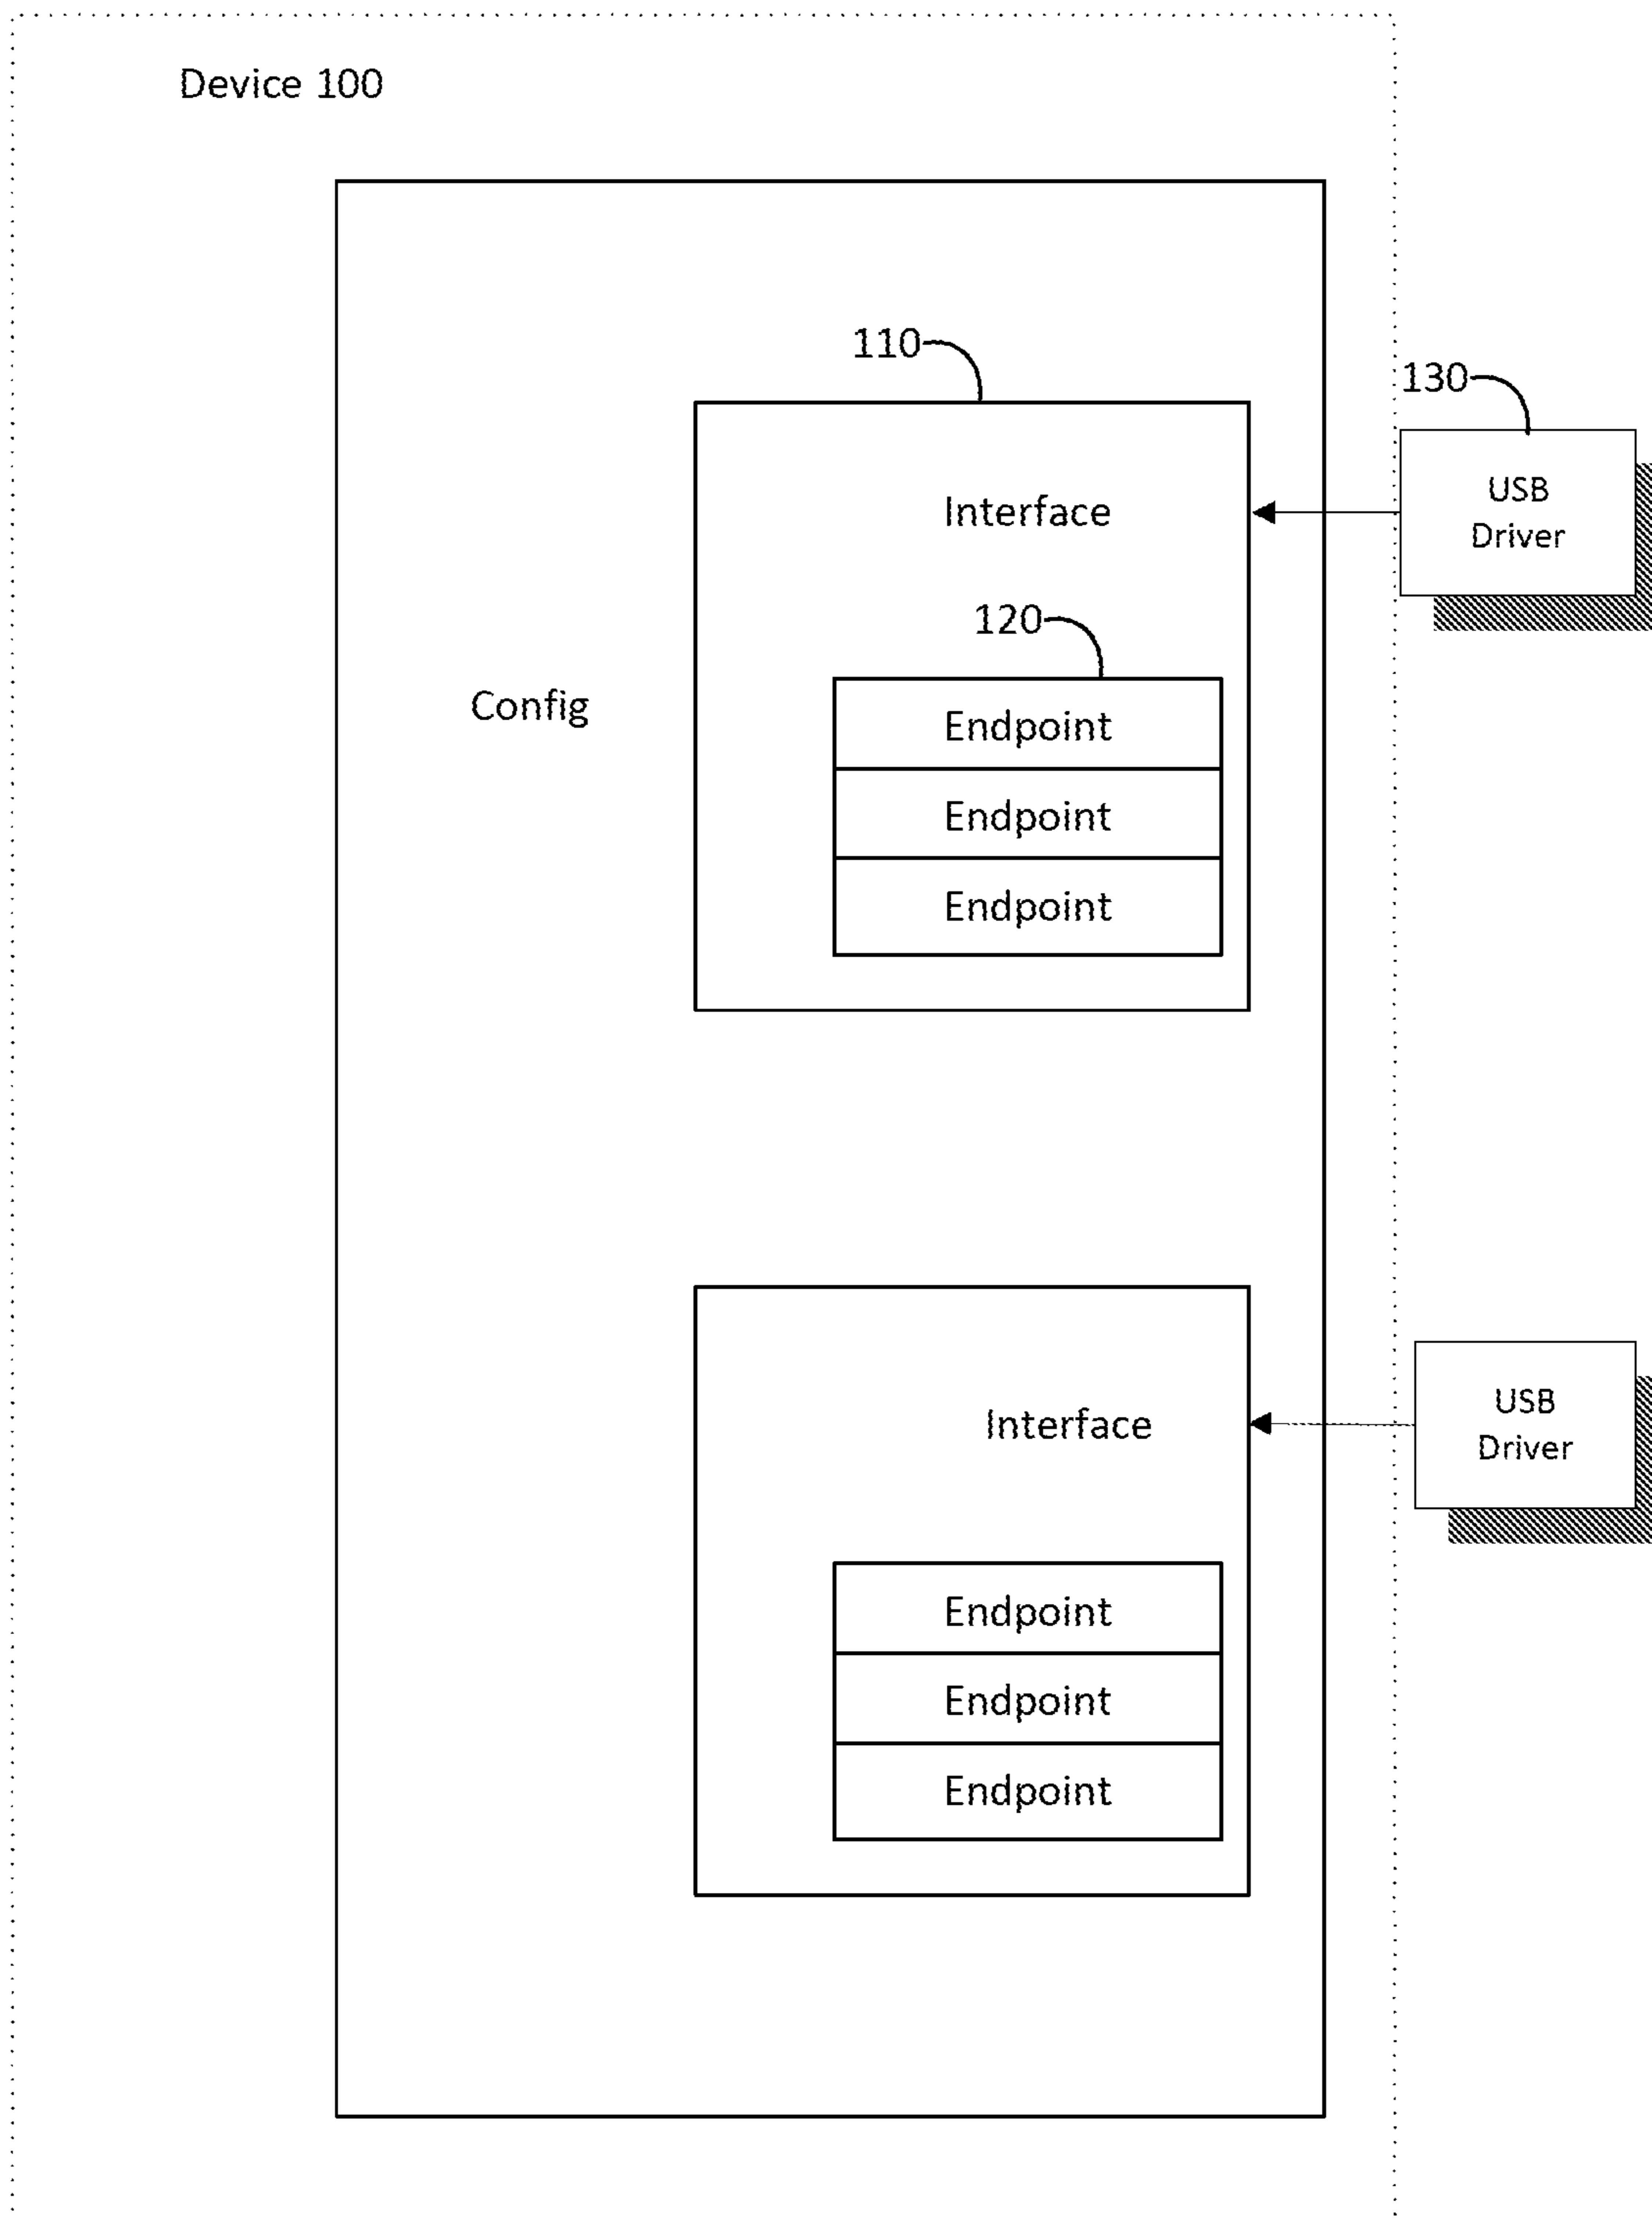 Device 100
110
130
Interface
USB
Driver
120
Config
Endpoint
Endpoint
Endpoint
Interface
USB
Driver
Endpoint
Endpoint
Endpoint